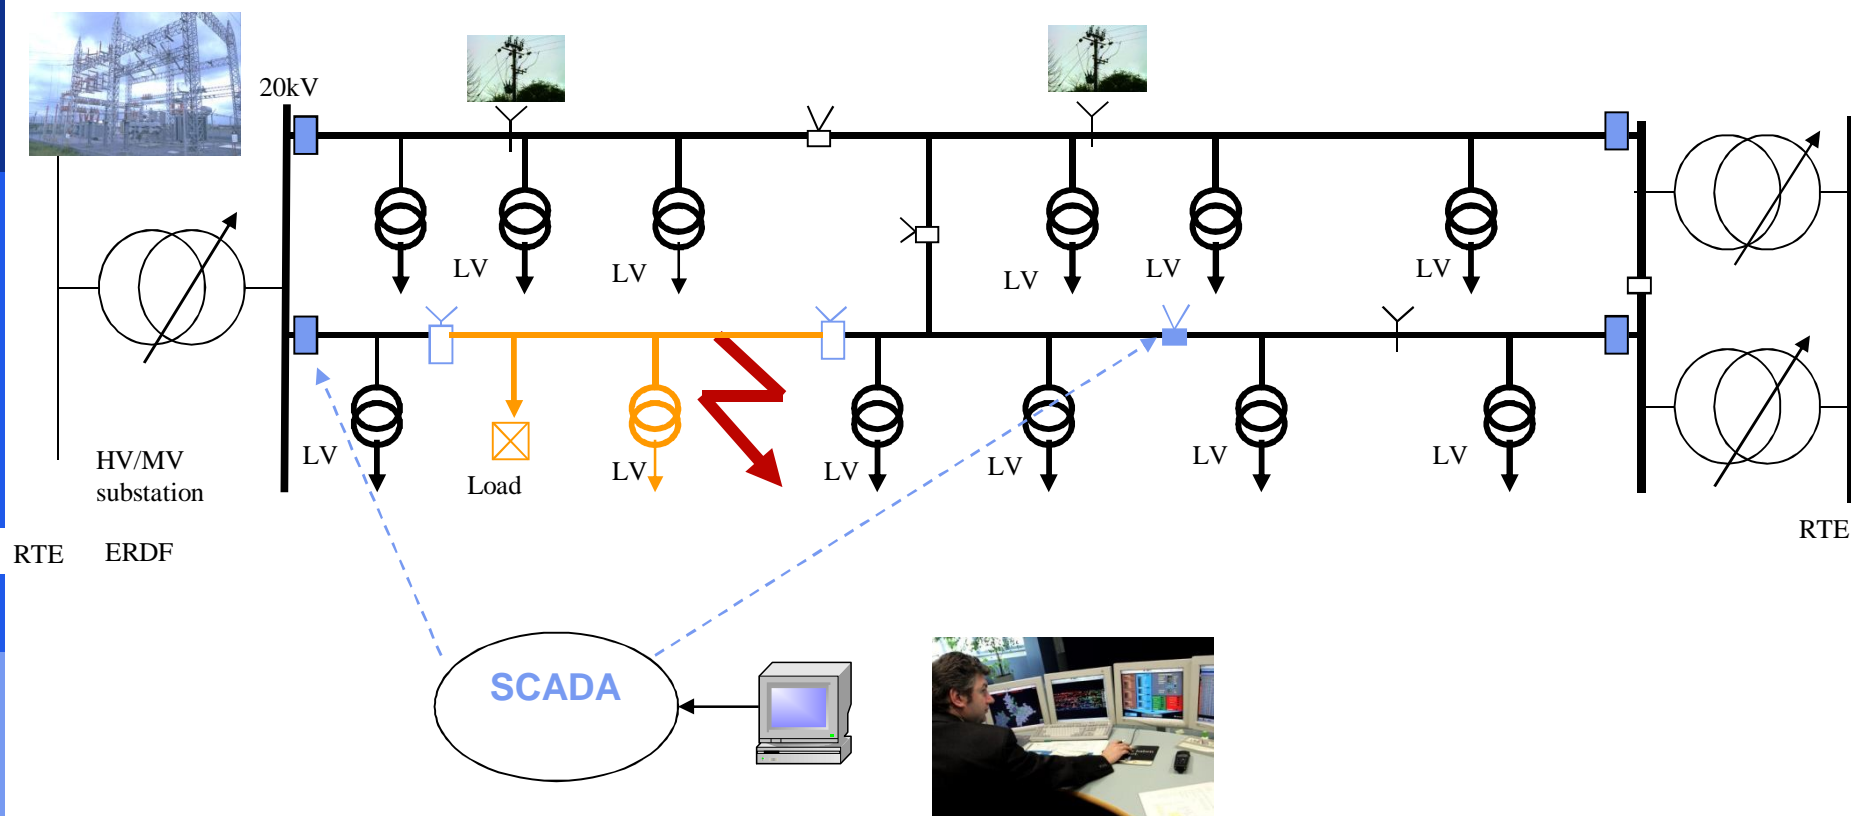 20kV
LV
LV
LV
LV
LV
LV
Load
LV
LV
LV
LV
LV
HV/MV
substation
RTE
ERDF
RTE
SCADA